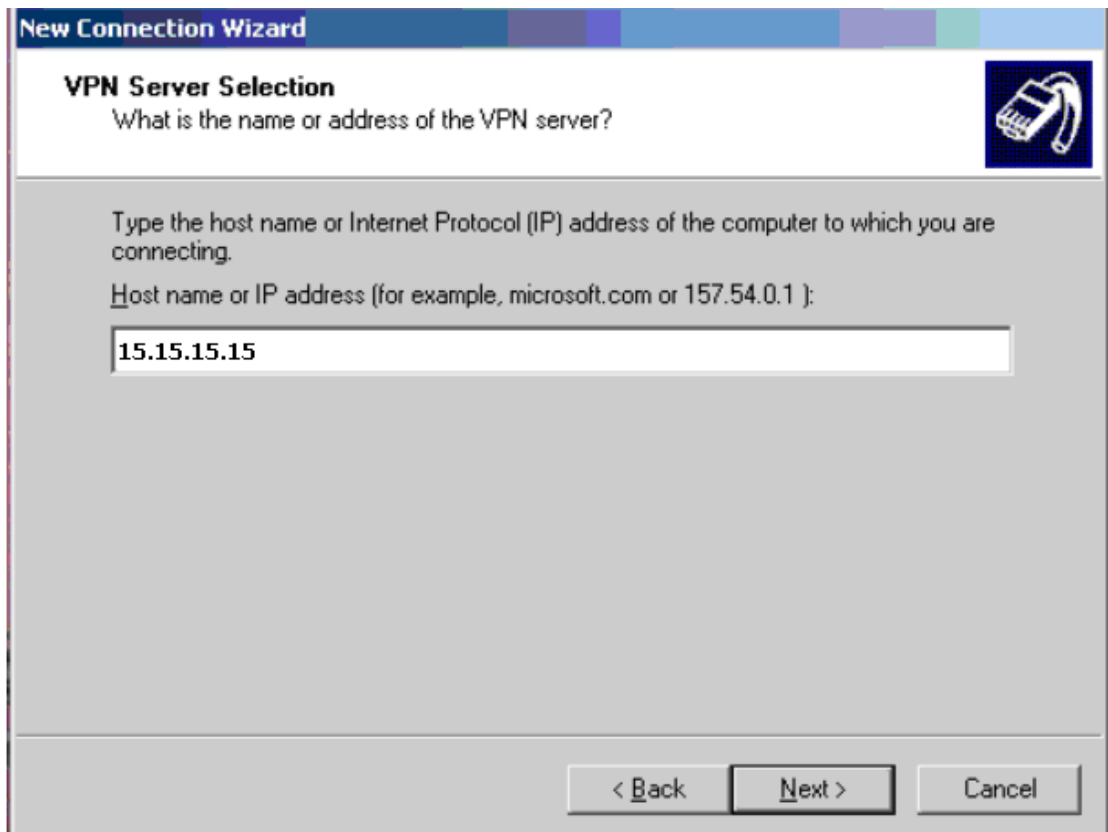 New Connection Wizard
VPN Server Selection
What is the name or address of the VPN server?
Type the host name or Internet Protocol (IP) address of the computer to which you are
connecting.
Host name or IP address (for example, microsoft.com or 157.54.0.1 ):
15.15.15.15
< Back
Next >
Cancel